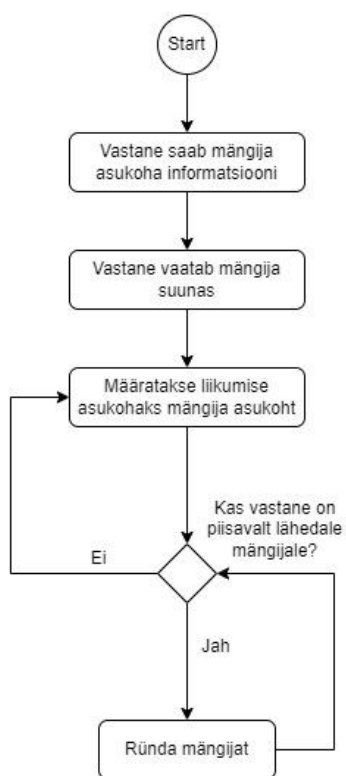 Start
Vastane saab mängija
asukoha informatsiooni
Vastane vaatab mängija
suunas
Määratakse liikumise
asukohaks mängija asukoht
Kas vastane on
piisavalt lähedale
mängijale?
Ei
Jah
Ründa mängijat